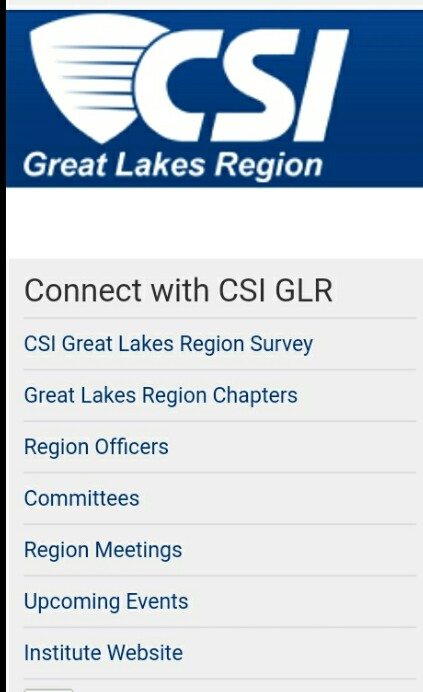 CSI
Great Lakes Region
Connect with CSI GLR
CSI Great Lakes Region Survey
Great Lakes Region Chapters
Region Officers
Committees
Region Meetings
Upcoming Events
Institute Website